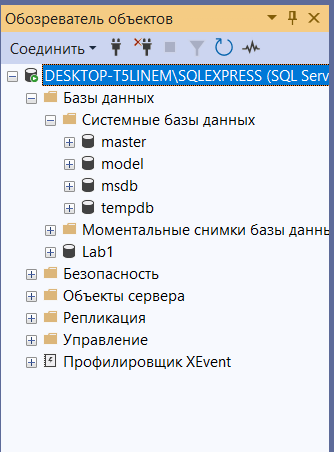 Обозреватель объектов
Соединить
DESKTOP-T5LINEM\SQLEXPRESS (SQL Serv
Базы данных
Системные базы данных
master
model
msdb
tempdb
Моментальные снимки базы данны
Lab1
Безопасность
Объекты сервера
Репликация
Управление
Профилировщик XEvent